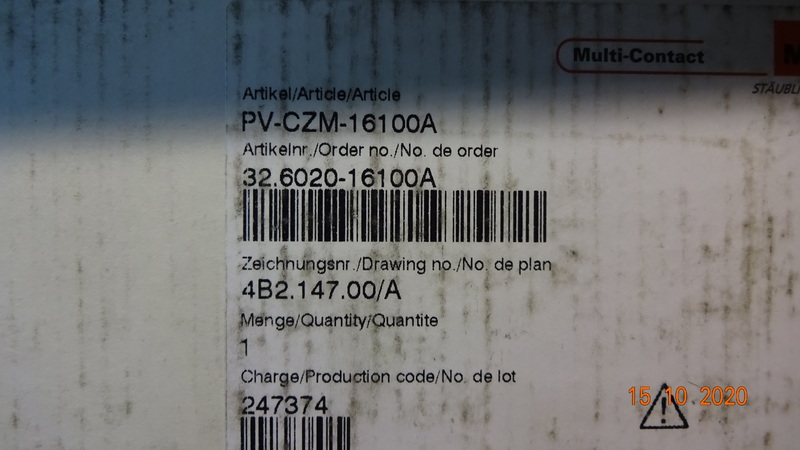 Multi-Contact
STÄUBLI
Artikel/Article/Article
PV-CZM-16100A
Artikelnr./Order no./No. de order
32.6020-16100A
Zeichnungsnr./Drawing no./No. de plan
4B2.147.00/A
Menge/Quantity/Quantite
1
Charge/Production code/No. de lot
247374
15 10 2020